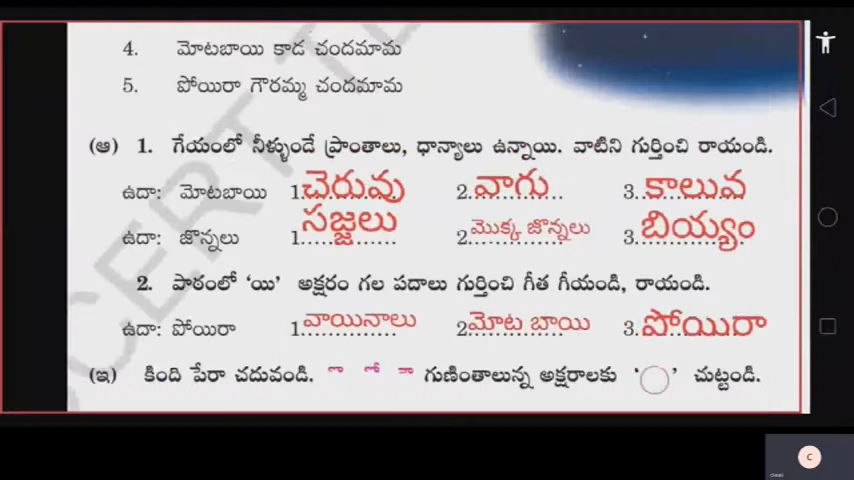 4. మోటబాయి కాడ చందమామ
5. పోయిరా గౌరమ్మ చందమామ
(ఆ) 1. గేయంలో నీళ్ళుండే ప్రాంతాలు, ధాన్యాలు ఉన్నాయి. వాటిని గుర్తించి రాయండి.
ఉదా: మోటబాయి 1.చెరువు 2.వాగు 3.కాలువ
ఉదా: జొన్నలు 1.సజ్జలు 2.మొక్క జొన్నలు 3.బియ్యం
2. పాఠంలో ‘యి’ అక్షరం గల పదాలు గుర్తించి గీత గీయండి, రాయండి.
ఉదా: పోయిరా 1.వాయినాలు 2.మోట బాయి 3.పోయిరా
(ఇ) కింది పేరా చదువండి. ొ ో ౌ గుణింతాలున్న అక్షరాలకు ‘◯’ చుట్టండి.
C